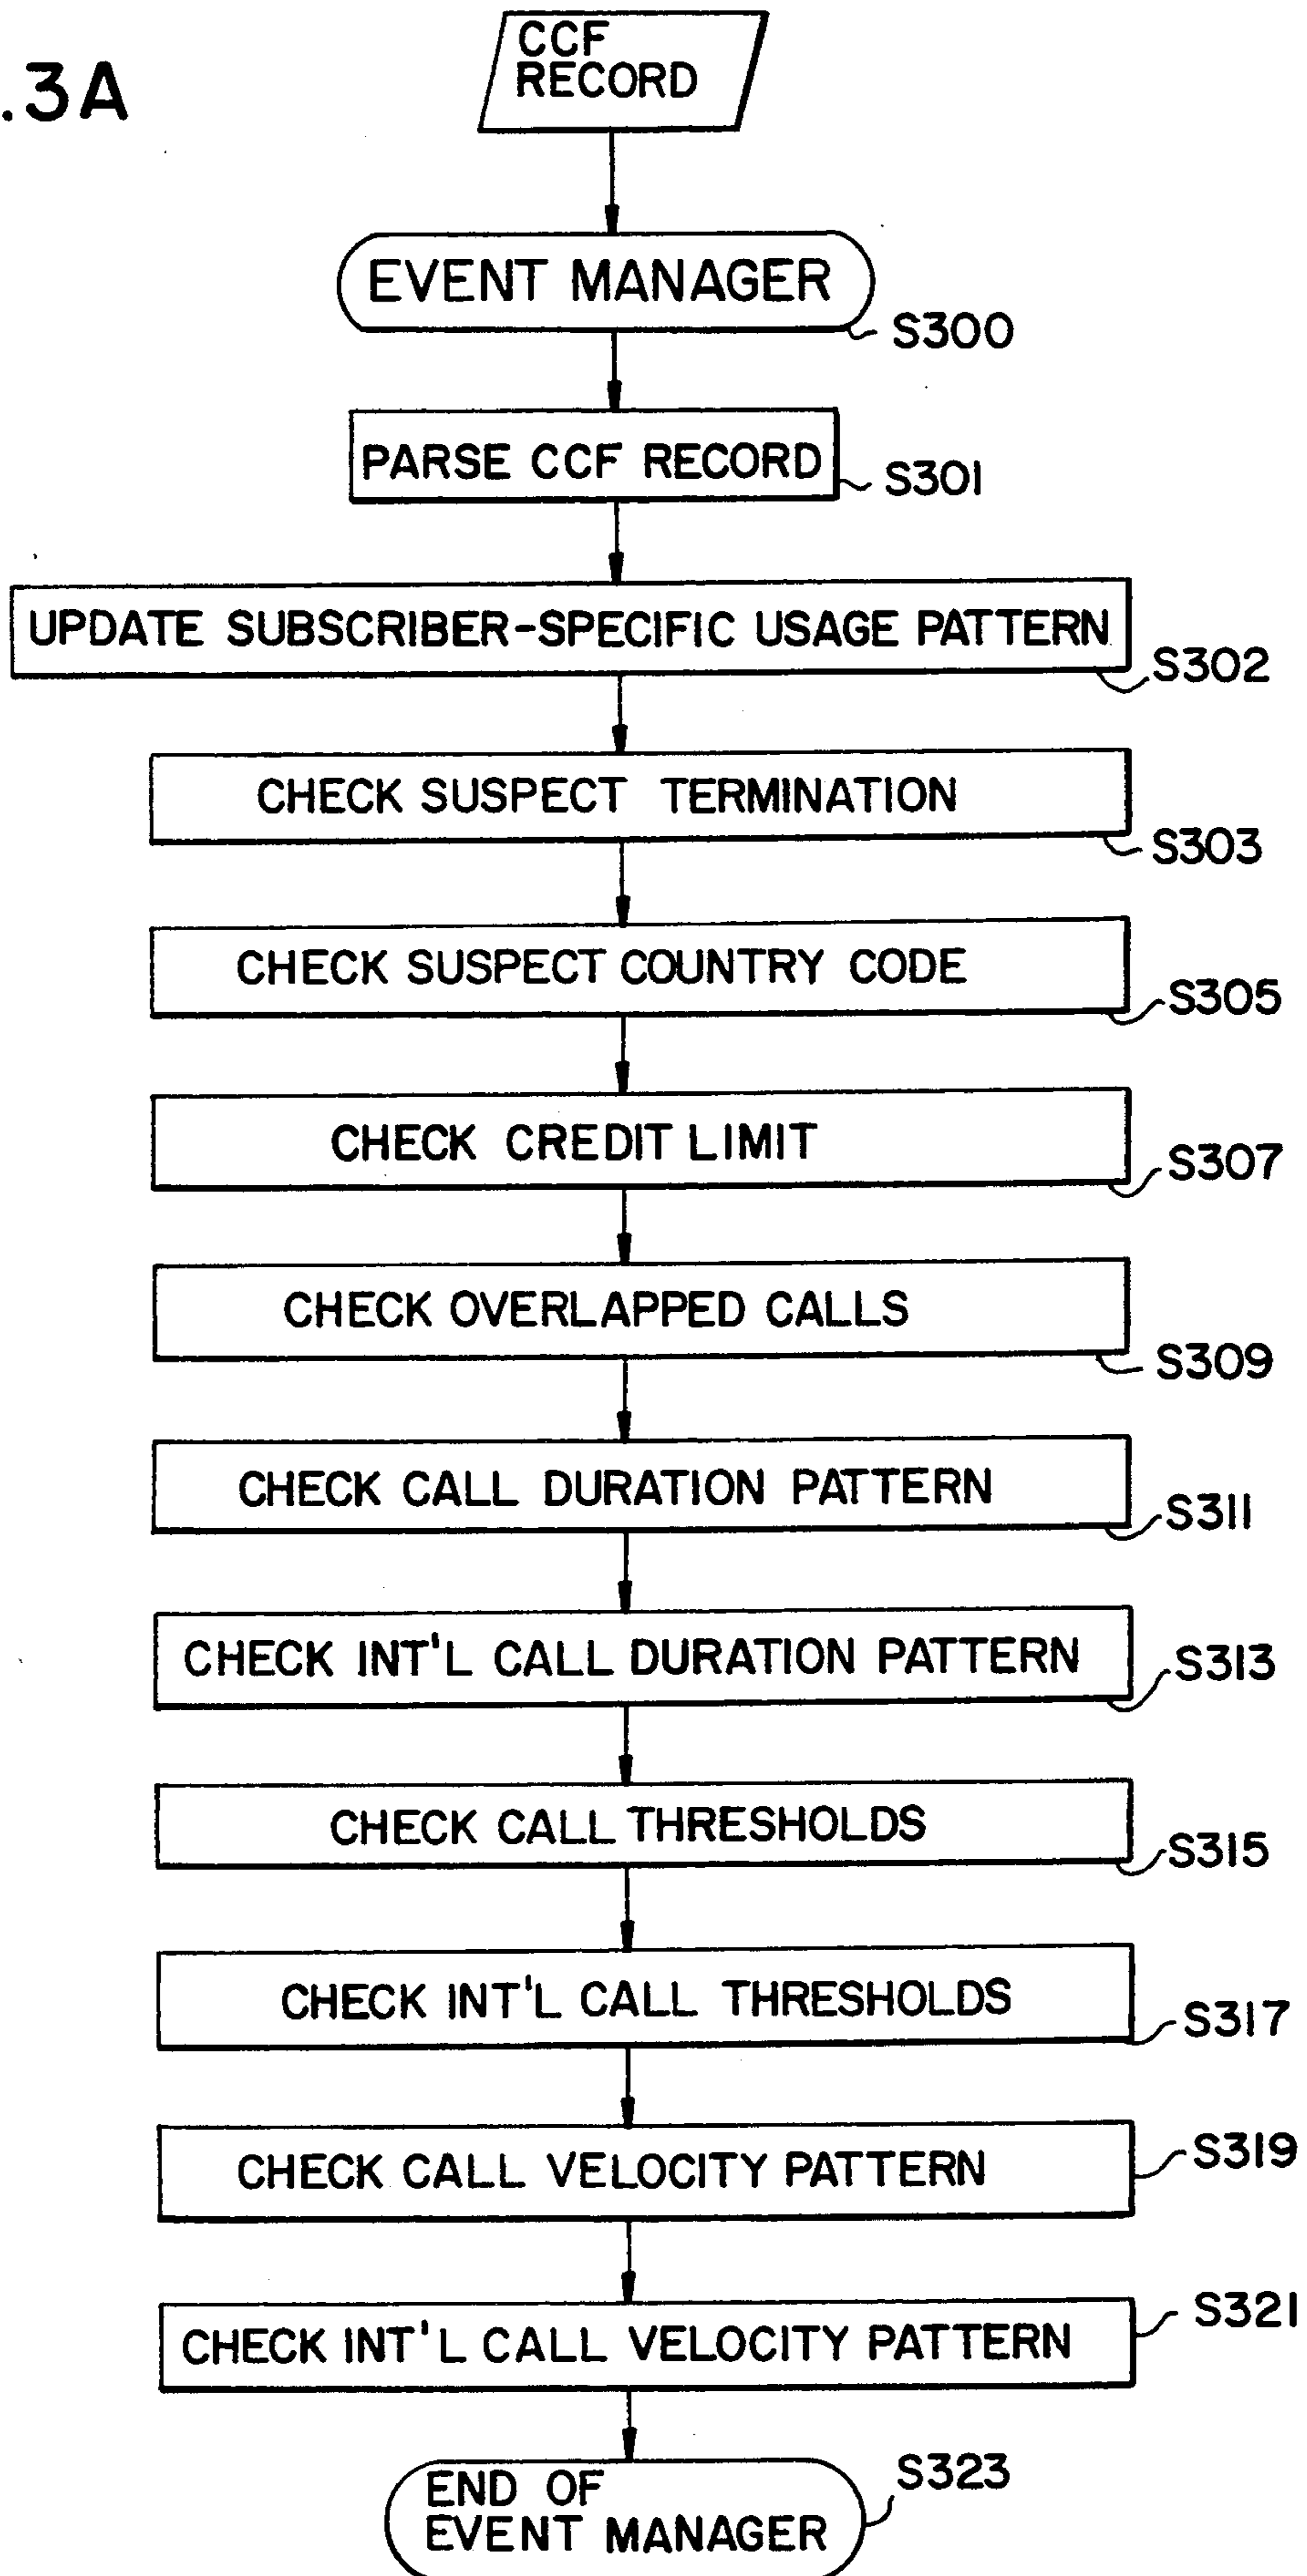 .3A
CCF
RECORD
EVENT MANAGER
S300
PARSE CCF RECORD
S301
UPDATE SUBSCRIBER-SPECIFIC USAGE PATTERN
S302
CHECK SUSPECT TERMINATION
S303
CHECK SUSPECT COUNTRY CODE
S305
CHECK CREDIT LIMIT
S307
CHECK OVERLAPPED CALLS
S309
CHECK CALL DURATION PATTERN
S311
CHECK INT'L CALL DURATION PATTERN
S313
CHECK CALL THRESHOLDS
S315
CHECK INT'L CALL THRESHOLDS
S317
CHECK CALL VELOCITY PATTERN
S319
CHECK INT'L CALL VELOCITY PATTERN
S321
END OF
EVENT MANAGER
S323